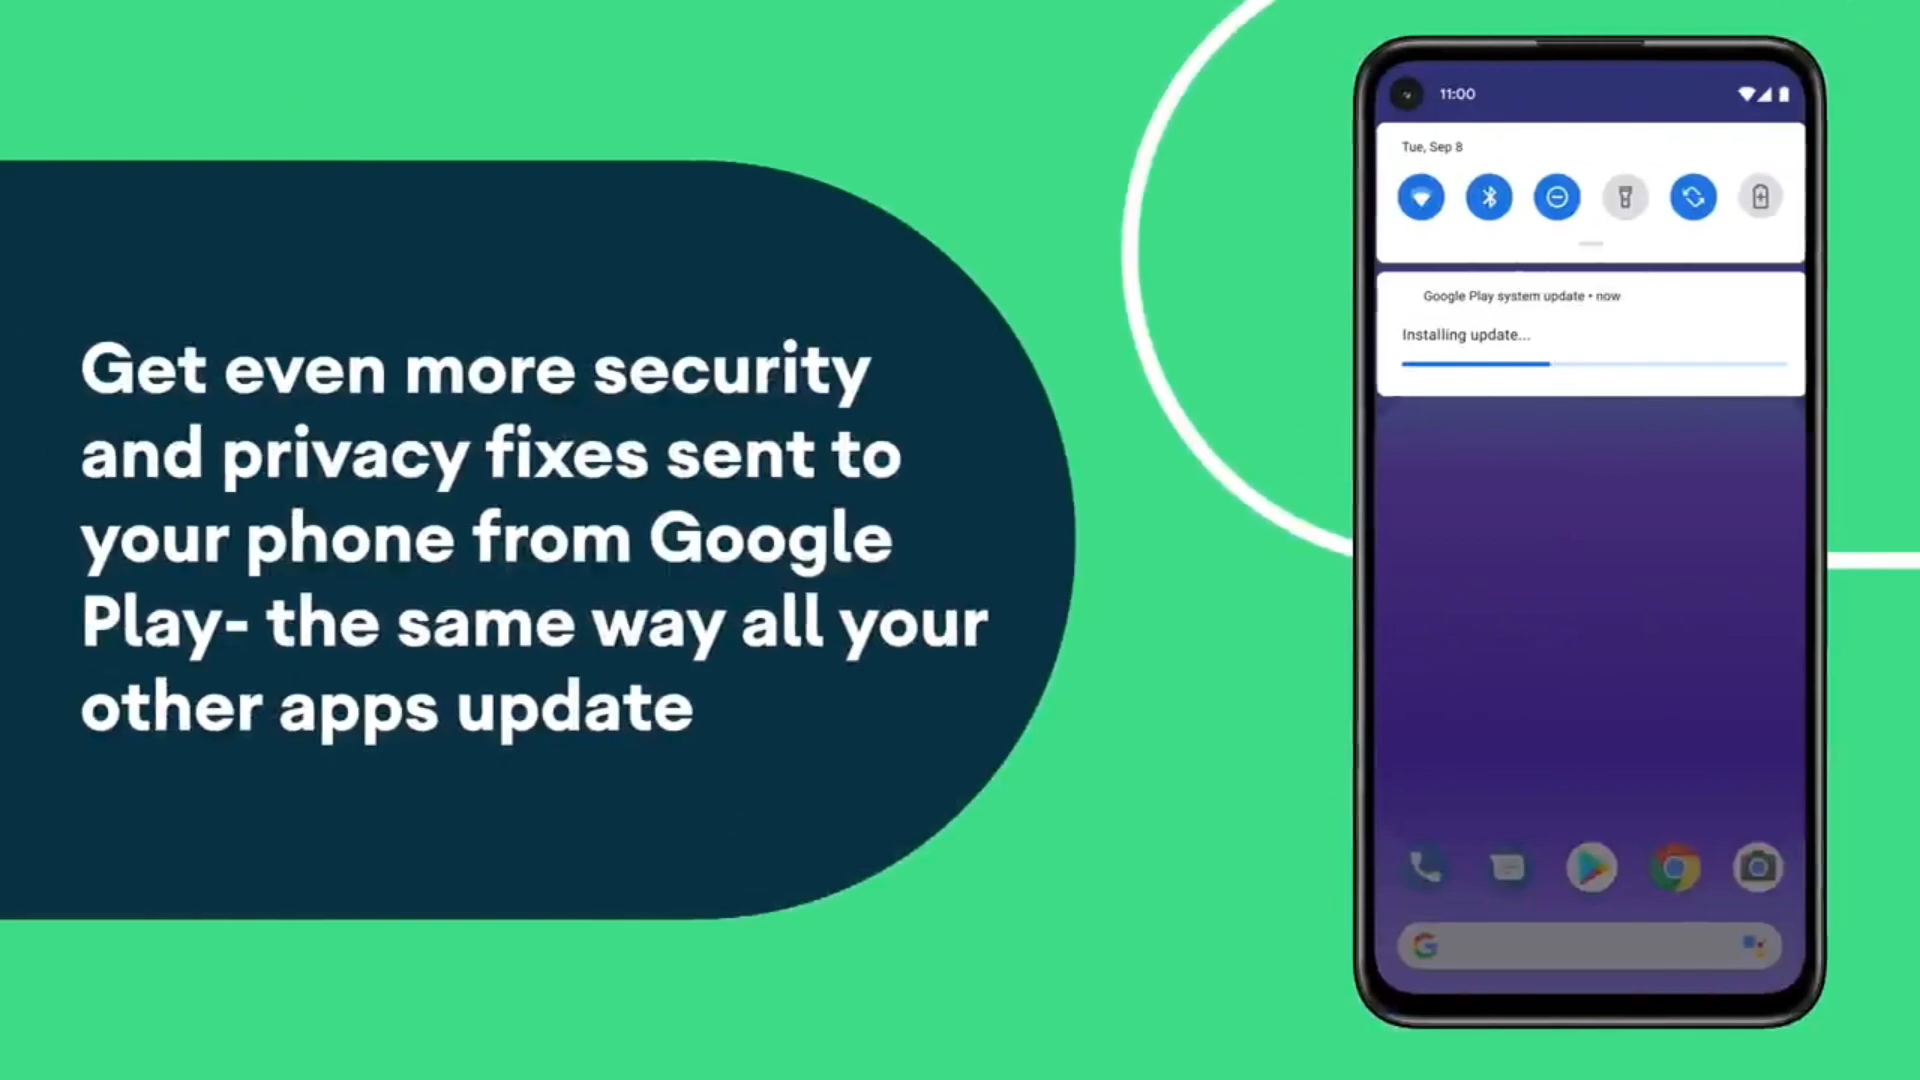 Get even more security
and privacy fixes sent to
your phone from Google
Play- the same way all your
other apps update
11:00
Tue, Sep 8
Google Play system update • now
Installing update...